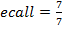 ecall = 7/7